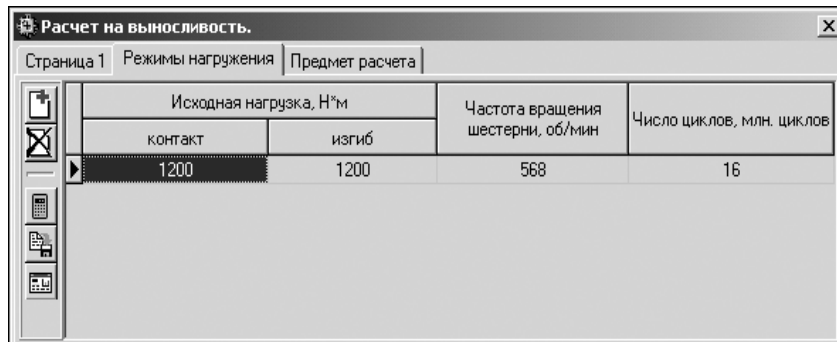 Расчет на выносливость.
Страница 1 Режимы нагружения Предмет расчета
Исходная нагрузка, Н*м
контакт изгиб
Частота вращения
шестерни, об/мин
Число циклов, млн. циклов
1200 1200 568 16